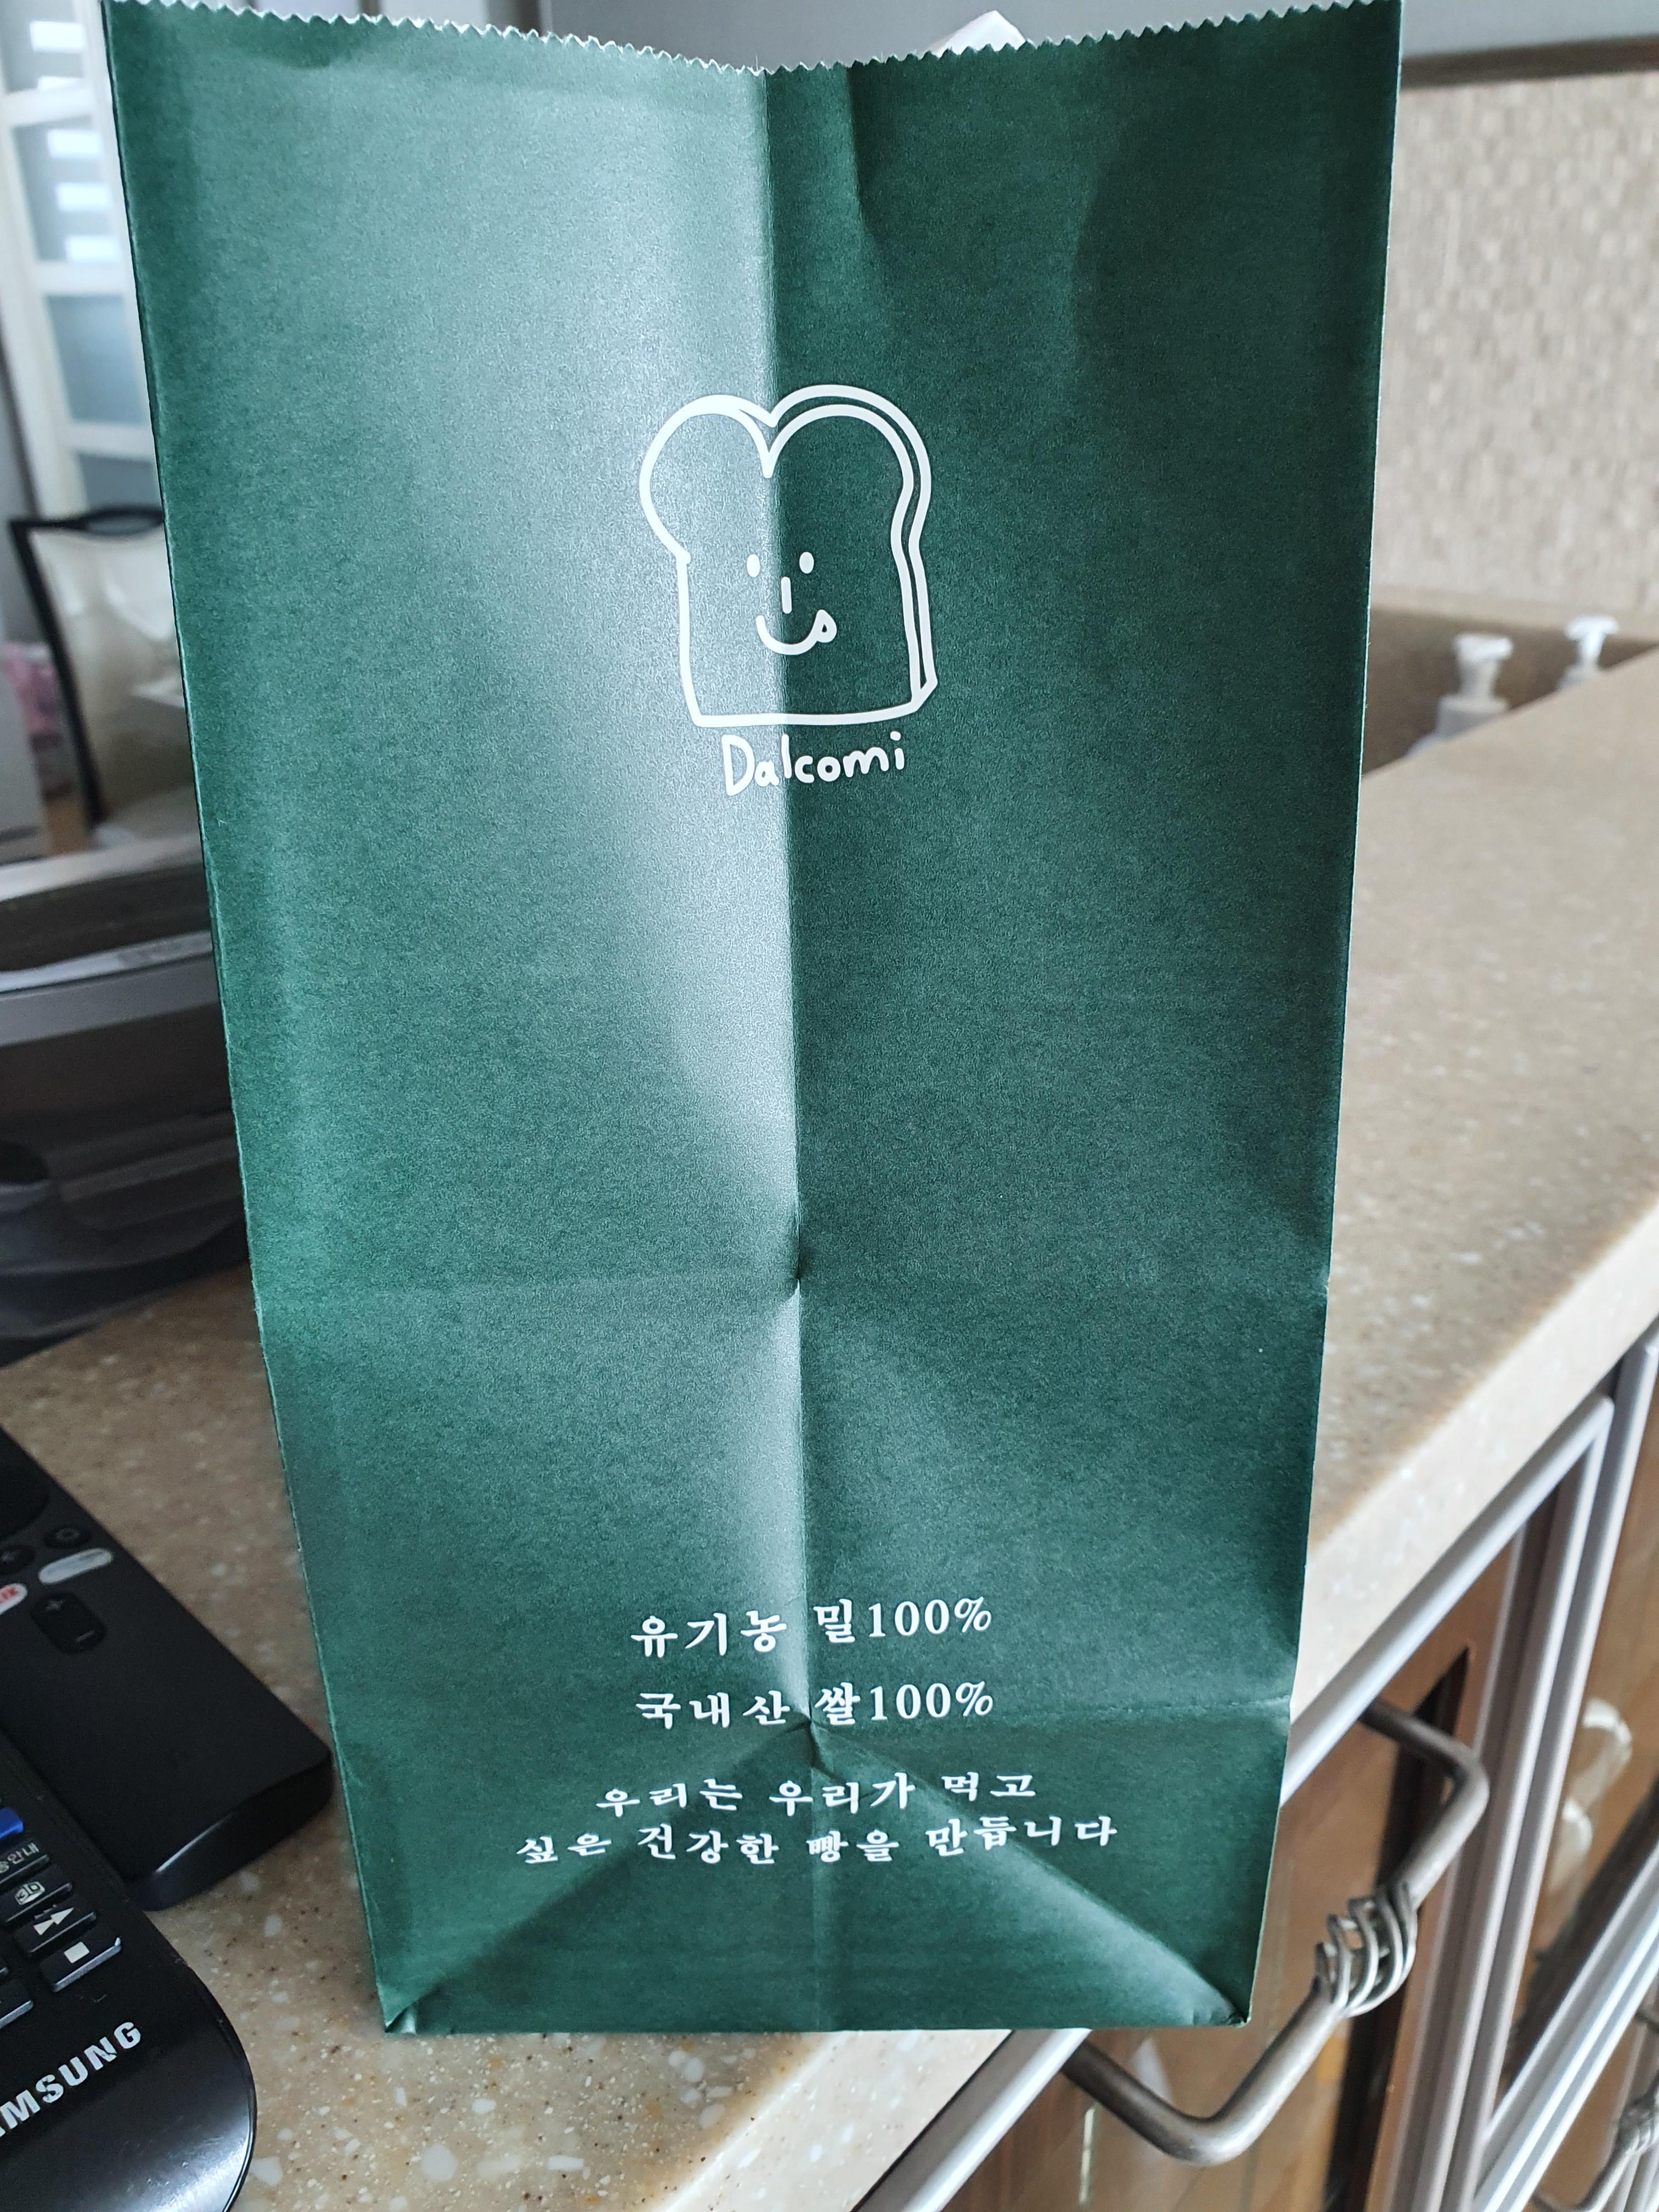 Dalcomi
유기농 밀100%
국내산 쌀100%
우리는 우리가 먹고
싶은 건강한 빵을 만듭니다
3D
SAMSUNG